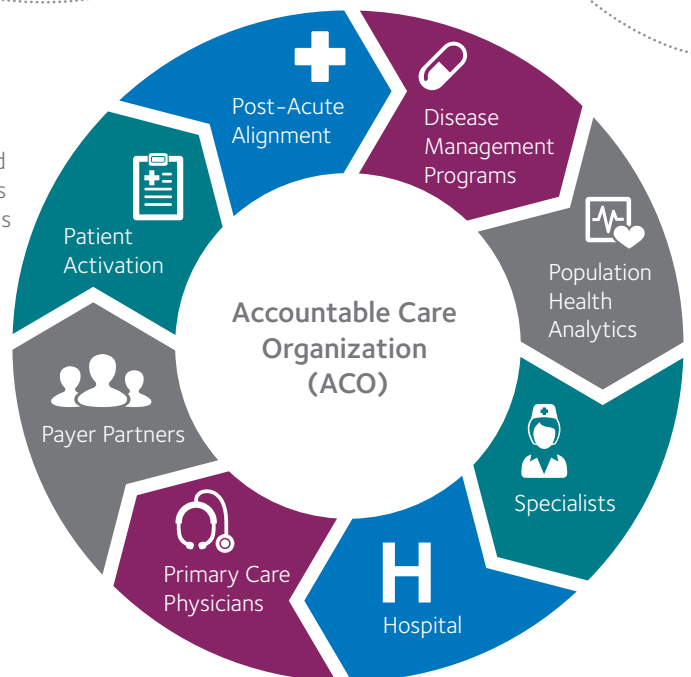 Post-Acute
Alignment
Disease
Management
Programs
Population
Health
Analytics
Specialists
H
Hospital
Primary Care
Physicians
Payer Partners
Patient
Activation
Accountable Care
Organization
(ACO)
d
s
s